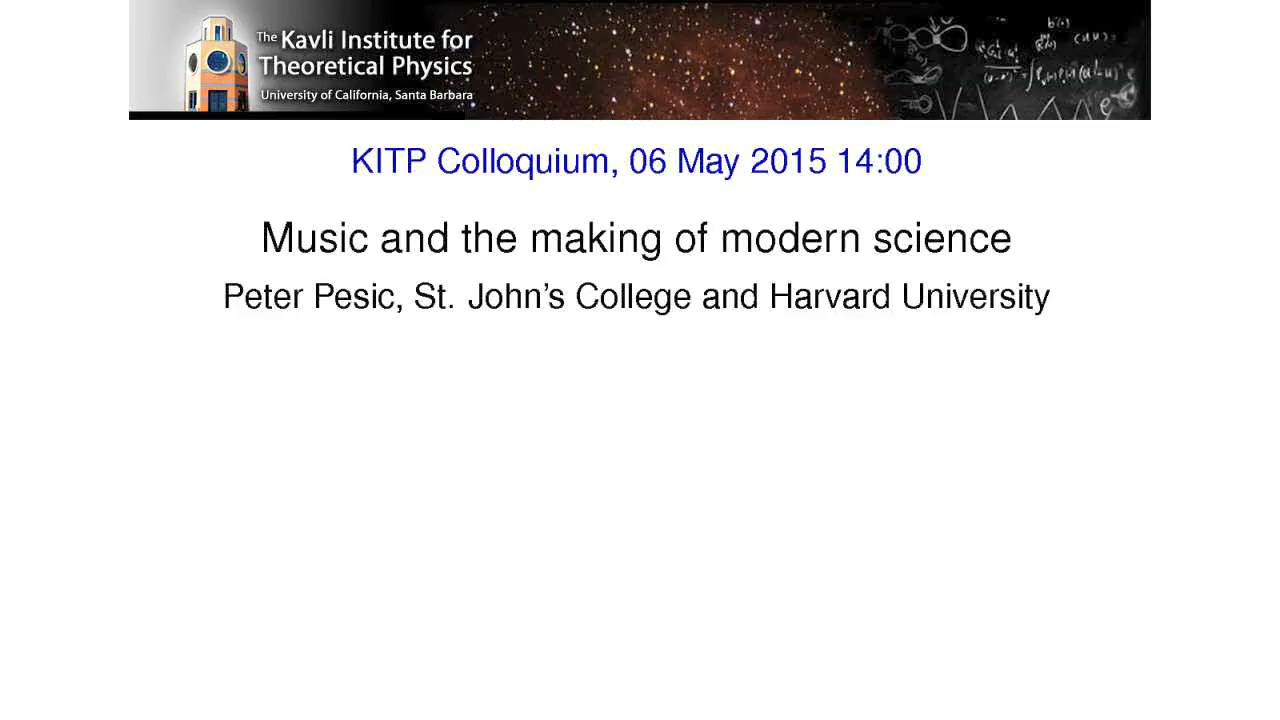 The Kavli Institute for
Theoretical Physics
University of California, Santa Barbara
KITP Colloquium, 06 May 2015 14:00
Music and the making of modern science
Peter Pesic, St. John's College and Harvard University